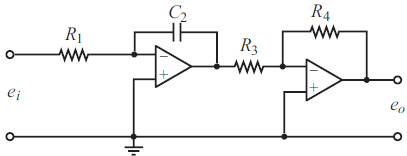 C₂
R₄
R₁
R₃
− +
− +
eᵢ
eₒ